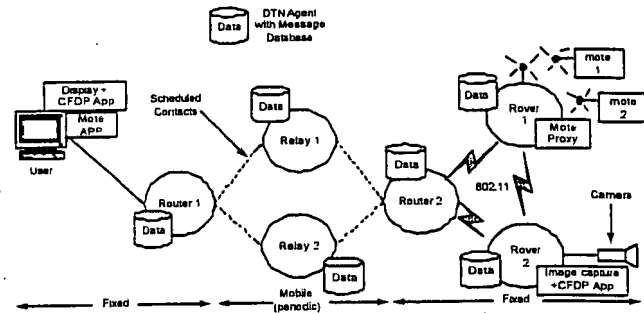 DTN Agent
with Message
Database
Data
Display +
CFDP App
Mote APP
User
Scheduled
Contacts
Data
Relay 1
Router 1
Data
Relay 2
Data
Data
Router 2
802.11
Data
Rover
1
Mote
Proxy
mote
1
mote
2
Camera
Rover
2
Data
Image capture
+CFDP App
Fixed
Mobile
(periodic)
Fixed